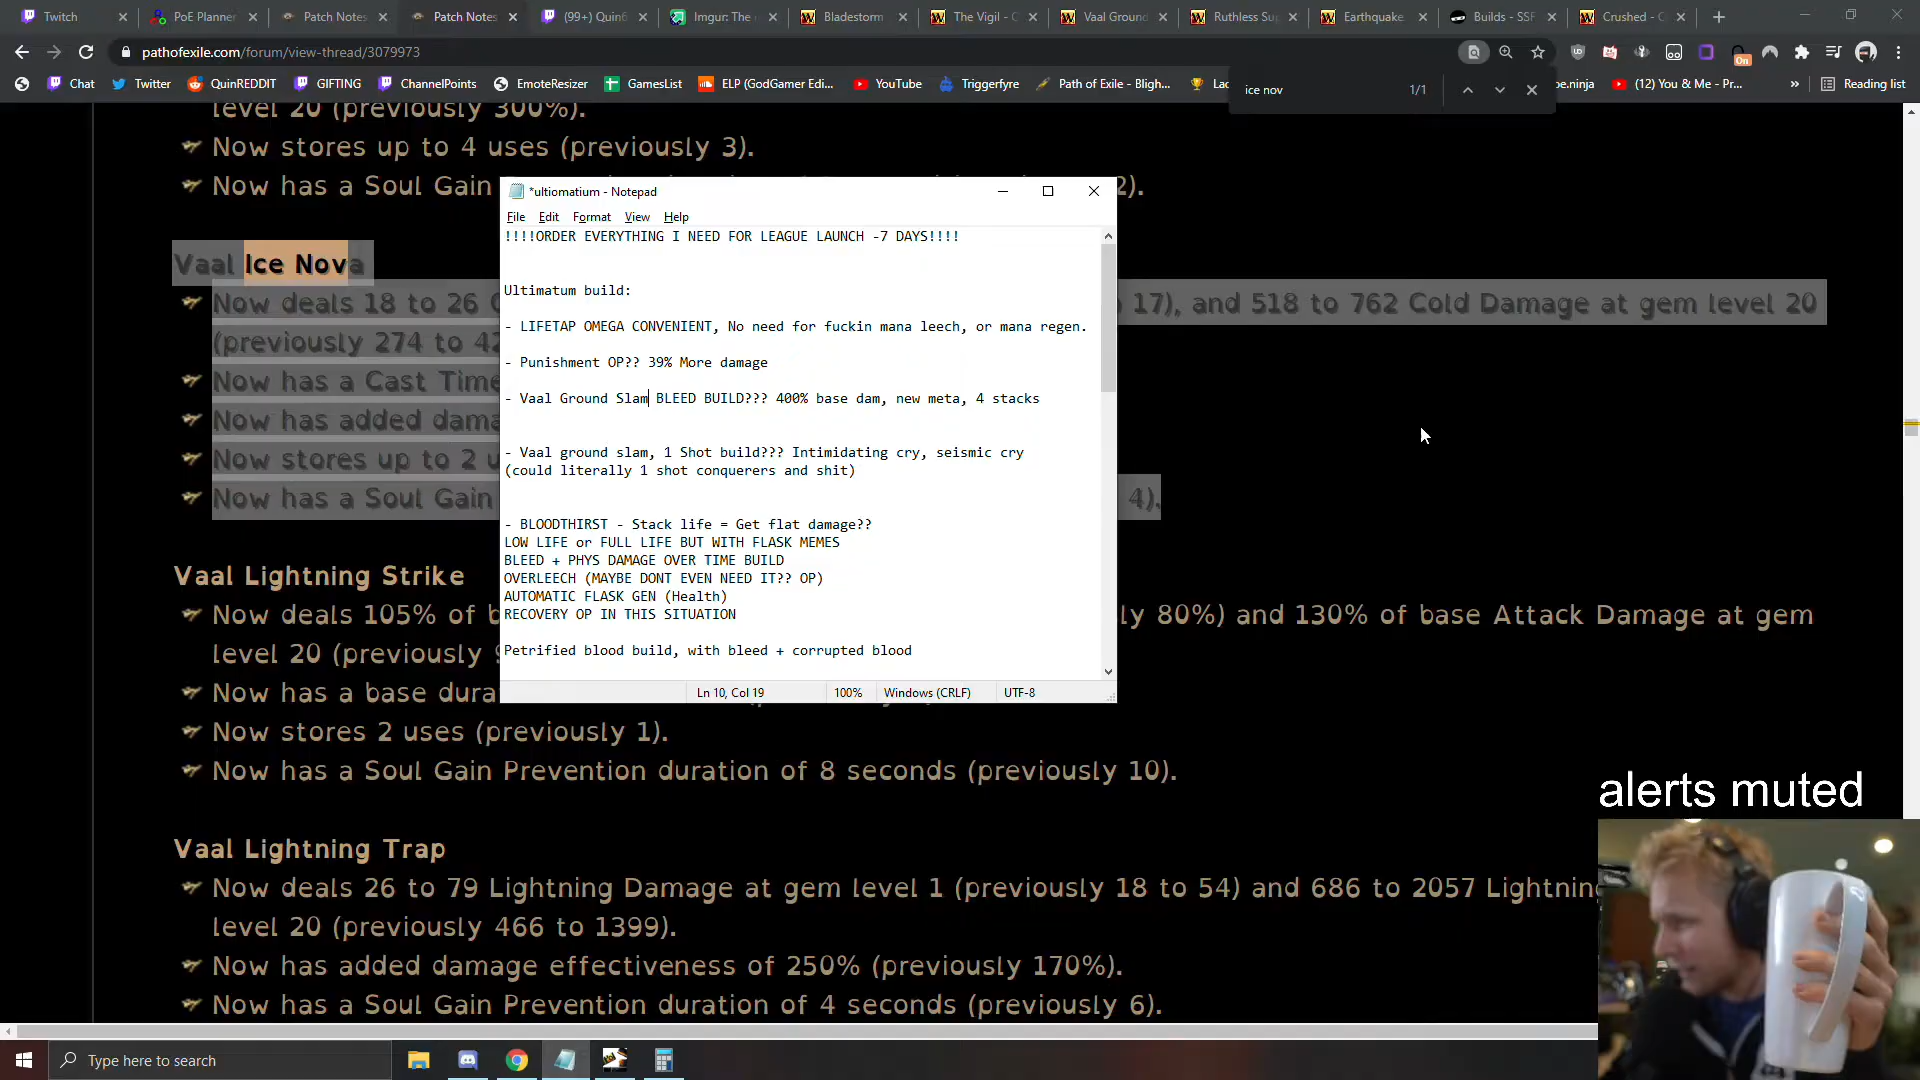 Twitch
PoE Planner
Patch Notes
Patch Notes
(99+) Quin6
Imgur: The
Bladestorm
The Vigil - C
Vaal Ground
Ruthless Su
Earthquake
Builds - SSF
Crushed -
pathofexile.com/forum/view-thread/3079973
On
Chat
Twitter
QuinREDDIT
GIFTING
ChannelPoints
EmoteResizer
GamesList
ELP (GodGamer Edi...
YouTube
Triggerfyre
Path of Exile - Bligh...
ice nov
1/1
oe.ninja
(12) You & Me - Pr...
»
Reading list
level 20 (previously 300%).
Now stores up to 4 uses (previously 3).
Now has a Soul Gain 2).
Vaal Ice Nova
Now deals 18 to 26 17), and 518 to 762 Cold Damage at gem level 20
(previously 274 to 42
Now has a Cast Time
Now has added dama
Now stores up to 2 u
Now has a Soul Gain 4).
Vaal Lightning Strike
Now deals 105% of b ly 80%) and 130% of base Attack Damage at gem
level 20 (previously 9
Now has a base dura
Now stores 2 uses (previously 1).
Now has a Soul Gain Prevention duration of 8 seconds (previously 10).
Vaal Lightning Trap
Now deals 26 to 79 Lightning Damage at gem level 1 (previously 18 to 54) and 686 to 2057 Lightnin
level 20 (previously 466 to 1399).
Now has added damage effectiveness of 250% (previously 170%).
Now has a Soul Gain Prevention duration of 4 seconds (previously 6).
*ultiomatium - Notepad
File Edit Format View Help
!!!!ORDER EVERYTHING I NEED FOR LEAGUE LAUNCH -7 DAYS!!!!
Ultimatum build:
- LIFETAP OMEGA CONVENIENT, No need for fuckin mana leech, or mana regen.
- Punishment OP?? 39% More damage
- Vaal Ground Slam BLEED BUILD??? 400% base dam, new meta, 4 stacks
- Vaal ground slam, 1 Shot build??? Intimidating cry, seismic cry
(could literally 1 shot conquerers and shit)
- BLOODTHIRST - Stack life = Get flat damage??
LOW LIFE or FULL LIFE BUT WITH FLASK MEMES
BLEED + PHYS DAMAGE OVER TIME BUILD
OVERLEECH (MAYBE DONT EVEN NEED IT?? OP)
AUTOMATIC FLASK GEN (Health)
RECOVERY OP IN THIS SITUATION
Petrified blood build, with bleed + corrupted blood
Ln 10, Col 19
100%
Windows (CRLF)
UTF-8
alerts muted
Type here to search